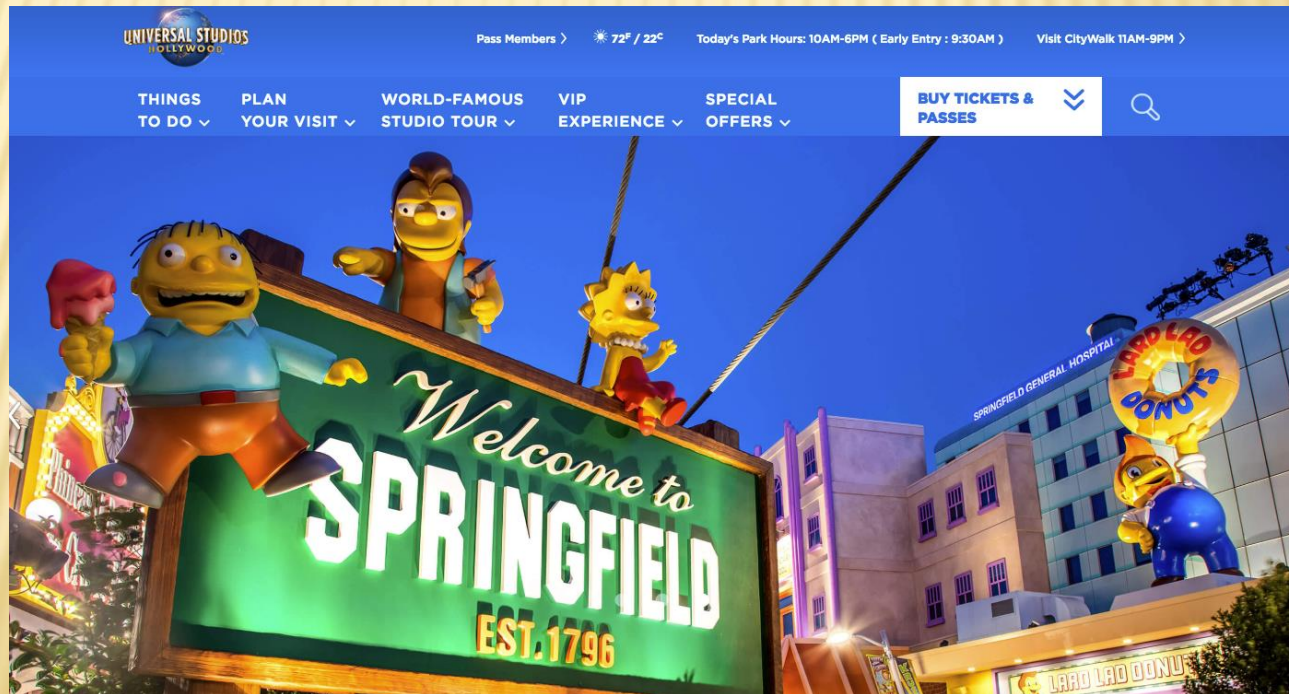 UNIVERSAL STUDIOS
HOLLYWOOD
Pass Members
72F / 22C
Today's Park Hours: 10AM-6PM ( Early Entry : 9:30AM )
Visit CityWalk 11AM-9PM
THINGS
TO DO
PLAN
YOUR VISIT
WORLD-FAMOUS
STUDIO TOUR
VIP
EXPERIENCE
SPECIAL
OFFERS
BUY TICKETS &
PASSES
Welcome to
SPRINGFIELD
EST. 1796
SPRINGFIELD GENERAL HOSPITAL
LARD LAD
DONUTS
LARD LAD DONUTS